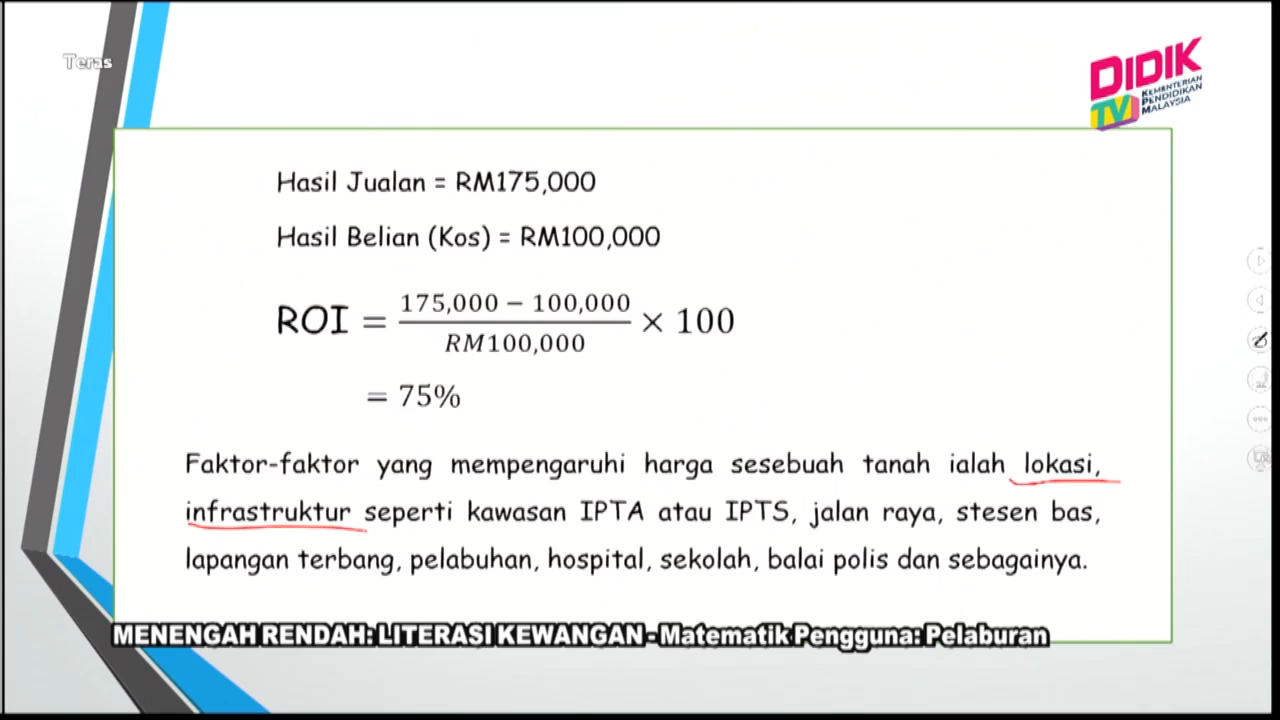 Teras
DIDIK
TV
KEMENTERIAN
PENDIDIKAN
MALAYSIA
Hasil Jualan = RM175,000
Hasil Belian (Kos) = RM100,000
ROI = 175,000 − 100,000 / RM100,000 × 100
= 75%
Faktor-faktor yang mempengaruhi harga sesebuah tanah ialah lokasi,
infrastruktur seperti kawasan IPTA atau IPTS, jalan raya, stesen bas,
lapangan terbang, pelabuhan, hospital, sekolah, balai polis dan sebagainya.
MENENGAH RENDAH: LITERASI KEWANGAN - Matematik Pengguna: Pelaburan